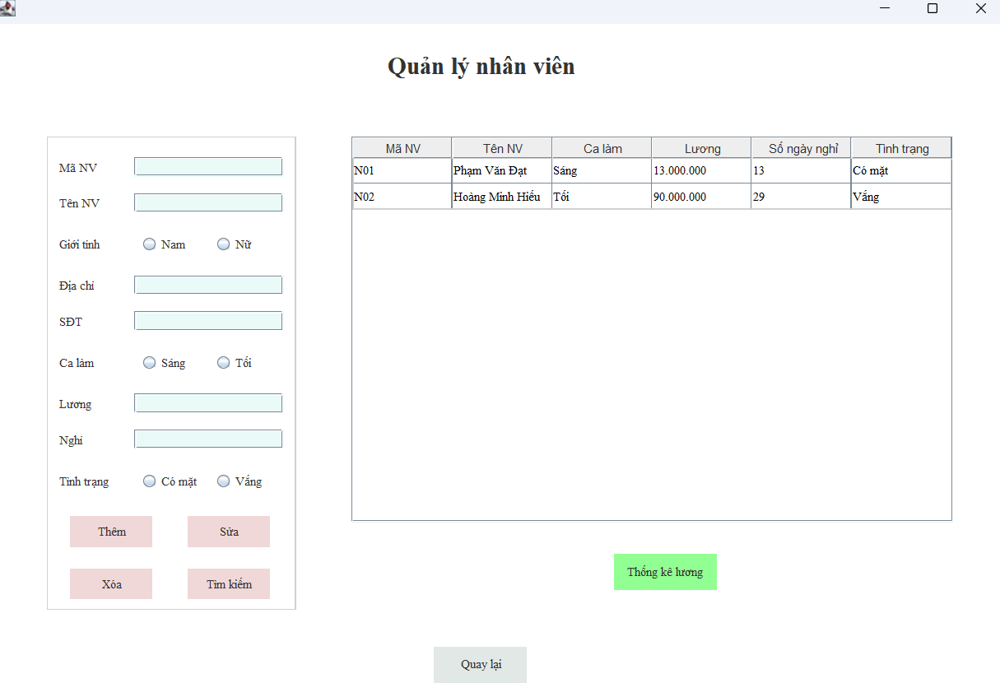 Quản lý nhân viên
Mã NV
Tên NV
Giới tính
Nam
Nữ
Địa chỉ
SĐT
Ca làm
Sáng
Tối
Lương
Nghỉ
Tình trạng
Có mặt
Vắng
Thêm
Sửa
Xóa
Tìm kiếm
Mã NV Tên NV Ca làm Lương Số ngày nghỉ Tình trạng
N01 Phạm Văn Đạt Sáng 13.000.000 13 Có mặt
N02 Hoàng Minh Hiếu Tối 90.000.000 29 Vắng
Thống kê lương
Quay lại